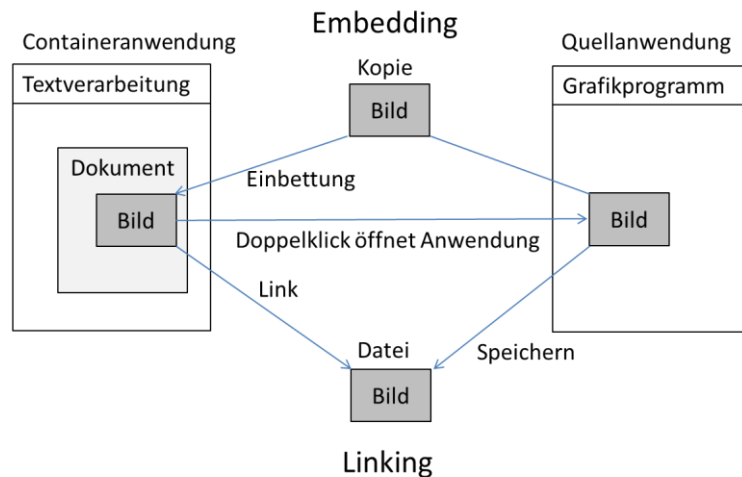 Embedding
Containeranwendung
Quellanwendung
Kopie
Textverarbeitung
Grafikprogramm
Bild
Dokument
Einbettung
Bild
Bild
Doppelklick öffnet Anwendung
Link
Datei
Speichern
Bild
Linking